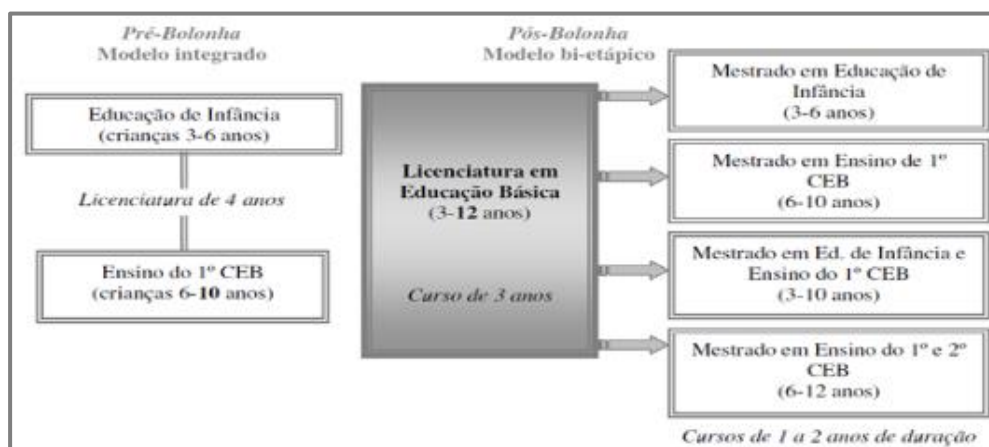 Pré-Bolonha
Modelo integrado
Educação de Infância
(crianças 3-6 anos)
Licenciatura de 4 anos
Ensino do 1º CEB
(crianças 6-10 anos)
Pós-Bolonha
Modelo bi-etápico
Licenciatura em
Educação Básica
(3-12 anos)
Curso de 3 anos
Mestrado em Educação de
Infância
(3-6 anos)
Mestrado em Ensino de 1º
CEB
(6-10 anos)
Mestrado em Ed. de Infância e
Ensino do 1º CEB
(3-10 anos)
Mestrado em Ensino do 1º e 2º
CEB
(6-12 anos)
Cursos de 1 a 2 anos de duração